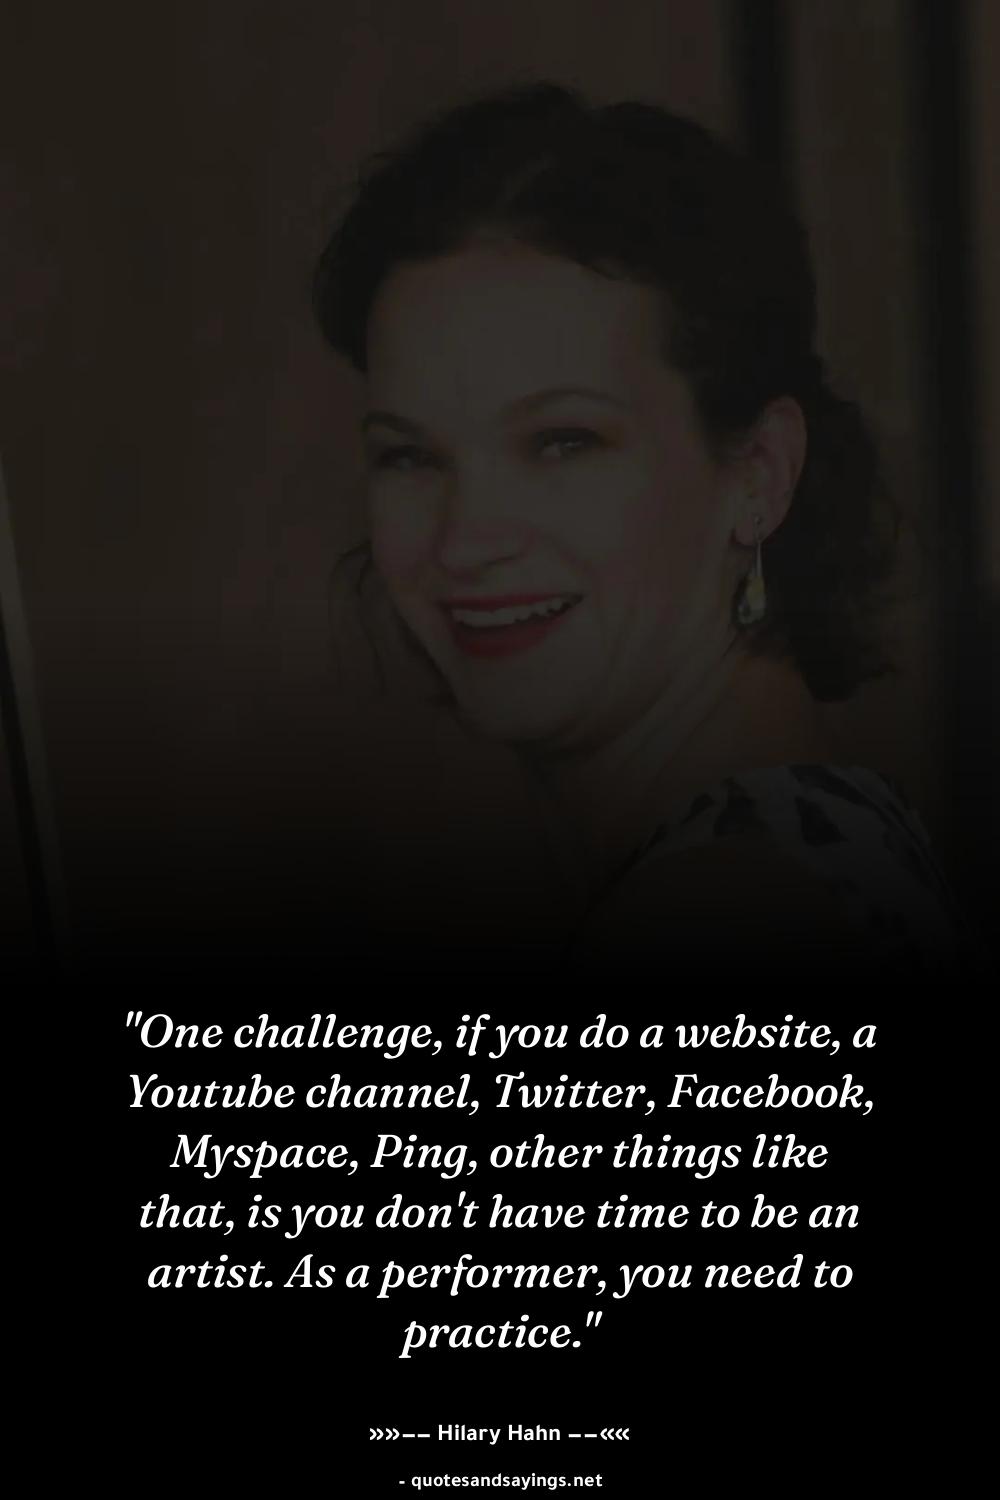 "One challenge, if you do a website, a
Youtube channel, Twitter, Facebook,
Myspace, Ping, other things like
that, is you don't have time to be an
artist. As a performer, you need to
practice."
»»−− Hilary Hahn −−««
- quotesandsayings.net